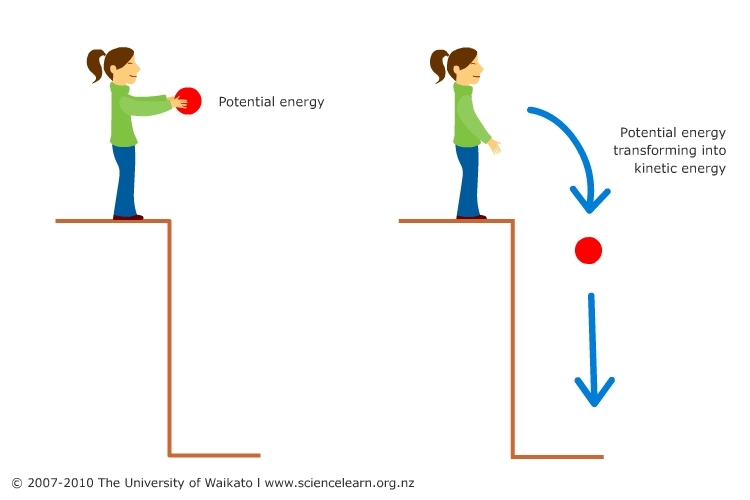 Potential energy
Potential energy
transforming into
kinetic energy
© 2007-2010 The University of Waikato l www.sciencelearn.org.nz